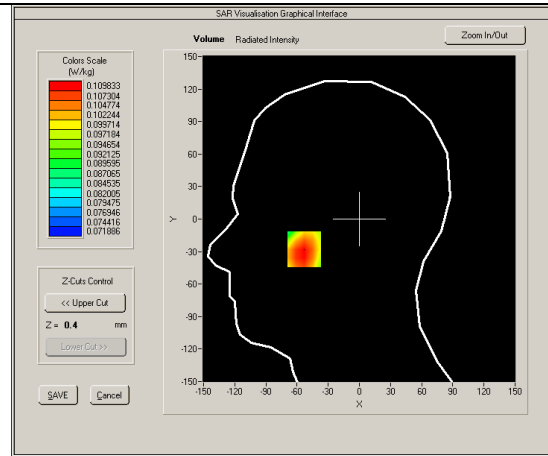 SAR Visualisation Graphical Interface
Volume Radiated Intensity
Zoom In/Out
Colors Scale
(W/kg)
0.109833
0.107304
0.104774
0.102244
0.099714
0.097184
0.094654
0.092125
0.089595
0.087065
0.084535
0.082005
0.079475
0.076946
0.074416
0.071886
Z-Cuts Control
<< Upper Cut
Z = 0.4 mm
Lower Cut >>
SAVE Cancel
150
120
90
60
30
0
-30
-60
-90
-120
-150
Y
-150 -120 -90 -60 -30 0 30 60 90 120 150
X